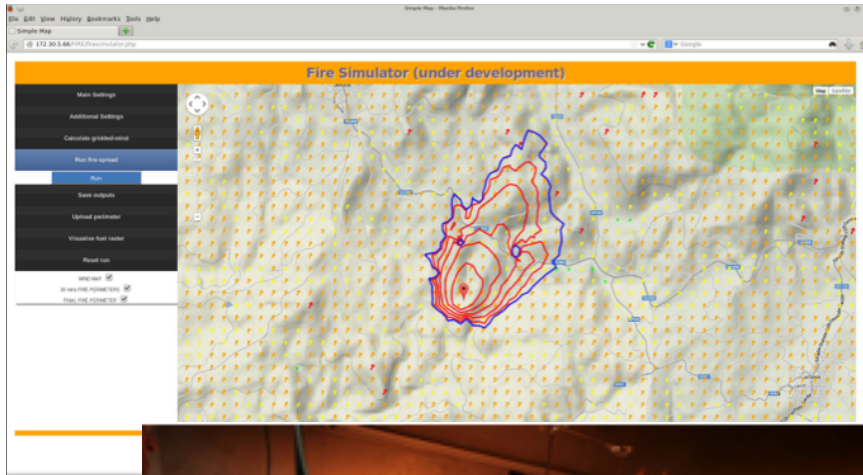 Simple Map - Mozilla Firefox
File Edit View History Bookmarks Tools Help
Simple Map
172.30.5.66/FIRE/firesimulator.php
Google
Fire Simulator (under development)
Main Settings
Additional Settings
Calculate gridded-wind
Run fire-spread
Run
Save outputs
Upload perimeter
Visualise fuel raster
Reset run
WIND MAP
30 mins FIRE PERIMETERS
FINAL FIRE PERIMETER
Map Satellite